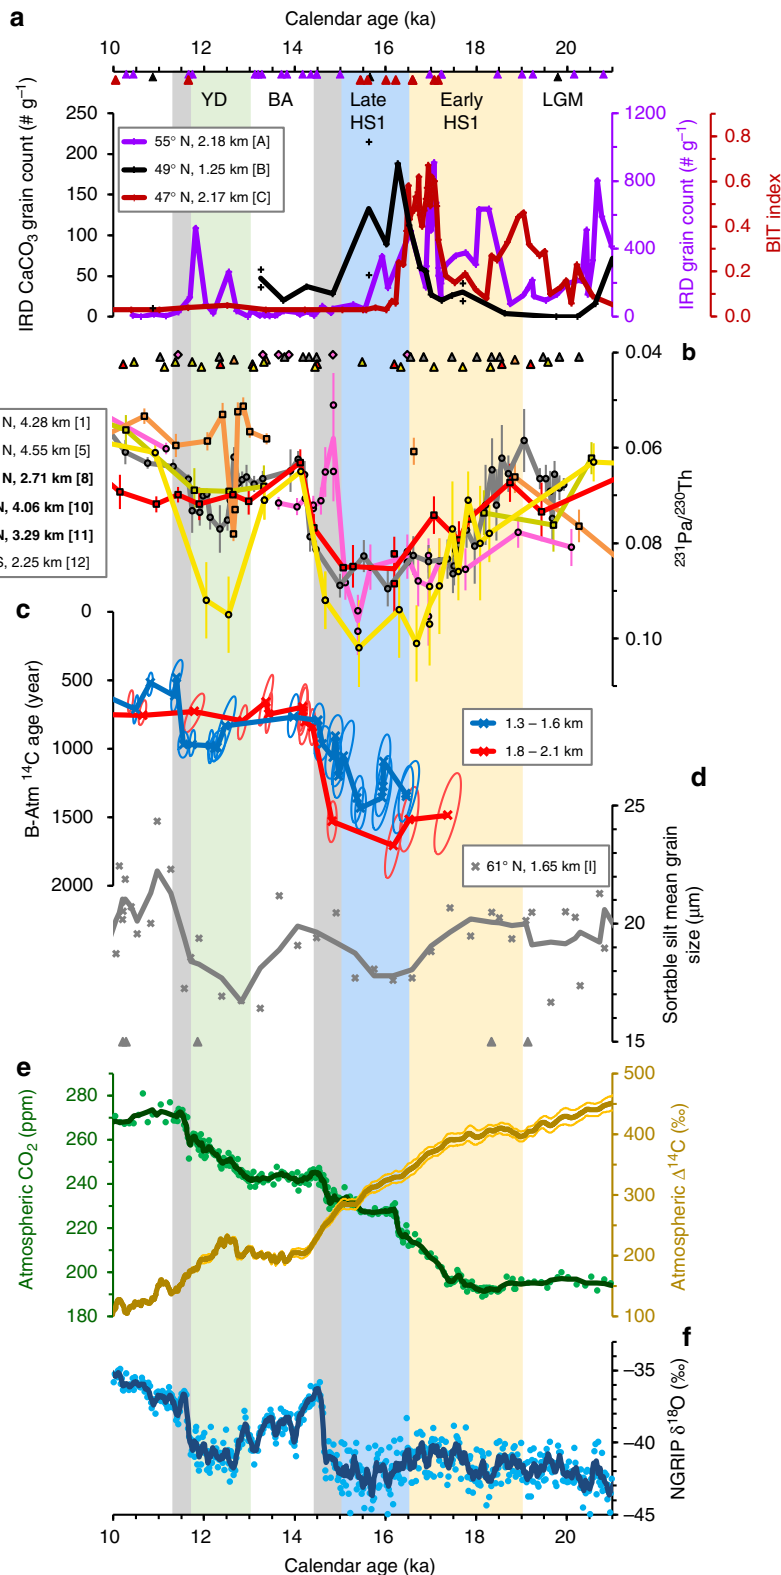 a
Calendar age (ka)
10 12 14 16 18 20
YD BA Late HS1 Early HS1 LGM
IRD CaCO3 grain count (# g−1)
250
200
150
100
50
0
55° N, 2.18 km [A]
49° N, 1.25 km [B]
47° N, 2.17 km [C]
1200
800
400
0
IRD grain count (# g−1)
0.8
0.6
0.4
0.2
0.0
BIT index
b
N, 4.28 km [1]
N, 4.55 km [5]
2.71 km [8]
N, 4.06 km [10]
N, 3.29 km [11]
S, 2.25 km [12]
0.04
0.06
0.08
0.10
231Pa/230Th
c
0
500
1000
1500
2000
B-Atm 14C age (year)
1.3 – 1.6 km
1.8 – 2.1 km
d
61° N, 1.65 km [I]
25
20
15
Sortable silt mean grain
size (μm)
e
280
260
240
220
200
180
Atmospheric CO2 (ppm)
500
400
300
200
100
Atmospheric Δ14C (‰)
f
−35
−40
−45
NGRIP δ18O (‰)
10 12 14 16 18 20
Calendar age (ka)